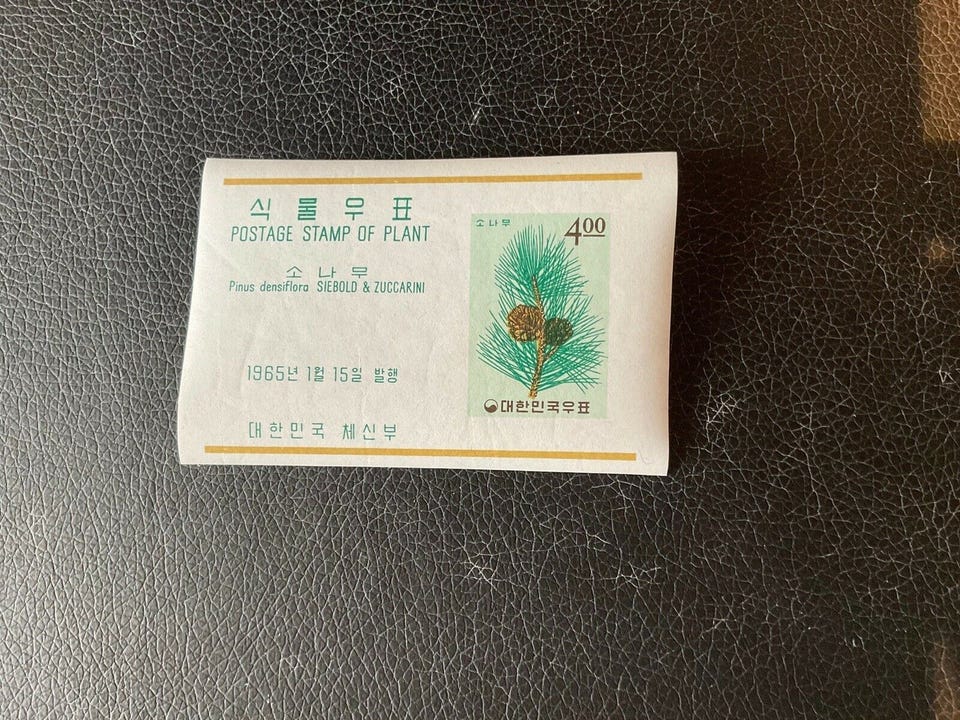 식물우표
POSTAGE STAMP OF PLANT
소나무
Pinus densiflora SIEBOLD & ZUCCARINI
1965년 1월 15일 발행
대한민국 체신부
소나무
4.00
대한민국우표